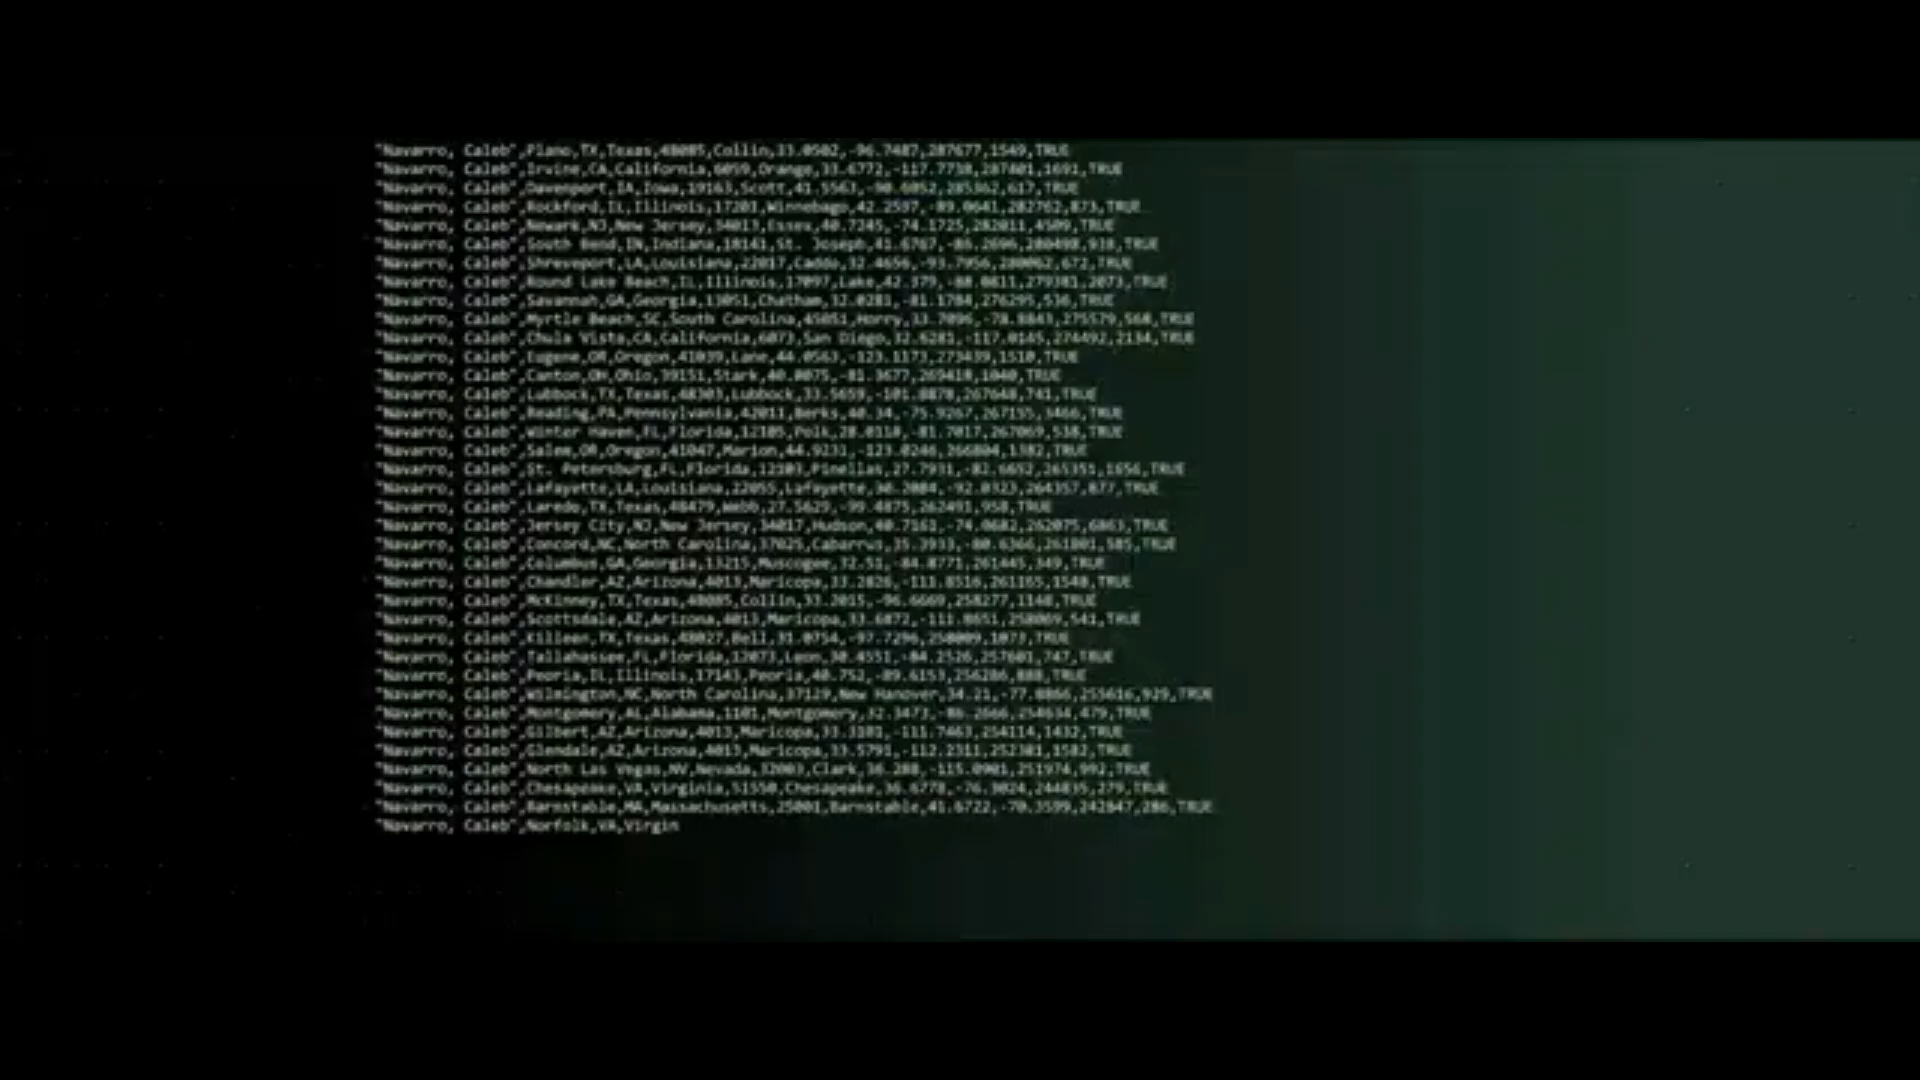 "Navarro, Caleb",Plano,TX,Texas,48085,Collin,33.0502,-96.7487,287677,1549,TRUE
"Navarro, Caleb",Irvine,CA,California,6059,Orange,33.6772,-117.7738,287401,1691,TRUE
"Navarro, Caleb",Davenport,IA,Iowa,19163,Scott,41.5563,-90.6052,285362,617,TRUE
"Navarro, Caleb",Rockford,IL,Illinois,17201,Winnebago,42.2597,-89.0641,282762,873,TRUE
"Navarro, Caleb",Newark,NJ,New Jersey,34013,Essex,40.7245,-74.1725,282011,4509,TRUE
"Navarro, Caleb",South Bend,IN,Indiana,18141,St. Joseph,41.6767,-86.2696,280498,938,TRUE
"Navarro, Caleb",Shreveport,LA,Louisiana,22017,Caddo,32.4656,-93.7956,280062,672,TRUE
"Navarro, Caleb",Round Lake Beach,IL,Illinois,17097,Lake,42.379,-88.0811,279381,2073,TRUE
"Navarro, Caleb",Savannah,GA,Georgia,13051,Chatham,32.0281,-81.1784,276295,536,TRUE
"Navarro, Caleb",Myrtle Beach,SC,South Carolina,45051,Horry,33.7096,-78.8843,275579,568,TRUE
"Navarro, Caleb",Chula Vista,CA,California,6073,San Diego,32.6281,-117.0145,274492,2134,TRUE
"Navarro, Caleb",Eugene,OR,Oregon,41039,Lane,44.0563,-123.1173,273439,1510,TRUE
"Navarro, Caleb",Canton,OH,Ohio,39151,Stark,40.8075,-81.3677,269418,1040,TRUE
"Navarro, Caleb",Lubbock,TX,Texas,48303,Lubbock,33.5659,-101.8878,267648,741,TRUE
"Navarro, Caleb",Reading,PA,Pennsylvania,42011,Berks,40.34,-75.9267,267155,3466,TRUE
"Navarro, Caleb",Winter Haven,FL,Florida,12105,Polk,28.0118,-81.7017,267069,538,TRUE
"Navarro, Caleb",Salem,OR,Oregon,41047,Marion,44.9231,-123.0246,266804,1382,TRUE
"Navarro, Caleb",St. Petersburg,FL,Florida,12103,Pinellas,27.7931,-82.6652,265351,1656,TRUE
"Navarro, Caleb",Lafayette,LA,Louisiana,22055,Lafayette,30.2084,-92.0323,264357,877,TRUE
"Navarro, Caleb",Laredo,TX,Texas,48479,Webb,27.5629,-99.4875,262491,958,TRUE
"Navarro, Caleb",Jersey City,NJ,New Jersey,34017,Hudson,40.7161,-74.0682,262075,6863,TRUE
"Navarro, Caleb",Concord,NC,North Carolina,37025,Cabarrus,35.3933,-80.6366,261801,585,TRUE
"Navarro, Caleb",Columbus,GA,Georgia,13215,Muscogee,32.51,-84.8771,261445,349,TRUE
"Navarro, Caleb",Chandler,AZ,Arizona,4013,Maricopa,33.2826,-111.8516,261165,1548,TRUE
"Navarro, Caleb",McKinney,TX,Texas,48085,Collin,33.2015,-96.6669,258277,1148,TRUE
"Navarro, Caleb",Scottsdale,AZ,Arizona,4013,Maricopa,33.6872,-111.8651,258069,541,TRUE
"Navarro, Caleb",Killeen,TX,Texas,48027,Bell,31.0754,-97.7296,258009,1073,TRUE
"Navarro, Caleb",Tallahassee,FL,Florida,12073,Leon,30.4551,-84.2526,257601,747,TRUE
"Navarro, Caleb",Peoria,IL,Illinois,17143,Peoria,40.752,-89.6153,256286,888,TRUE
"Navarro, Caleb",Wilmington,NC,North Carolina,37129,New Hanover,34.21,-77.8866,255616,929,TRUE
"Navarro, Caleb",Montgomery,AL,Alabama,1101,Montgomery,32.3473,-86.2666,254634,479,TRUE
"Navarro, Caleb",Gilbert,AZ,Arizona,4013,Maricopa,33.3101,-111.7463,254114,1432,TRUE
"Navarro, Caleb",Glendale,AZ,Arizona,4013,Maricopa,33.5791,-112.2311,252381,1582,TRUE
"Navarro, Caleb",North Las Vegas,NV,Nevada,32003,Clark,36.288,-115.0901,251974,992,TRUE
"Navarro, Caleb",Chesapeake,VA,Virginia,51550,Chesapeake,36.6778,-76.3024,244835,279,TRUE
"Navarro, Caleb",Barnstable,MA,Massachusetts,25001,Barnstable,41.6722,-70.3599,242847,286,TRUE
"Navarro, Caleb",Norfolk,VA,Virgin